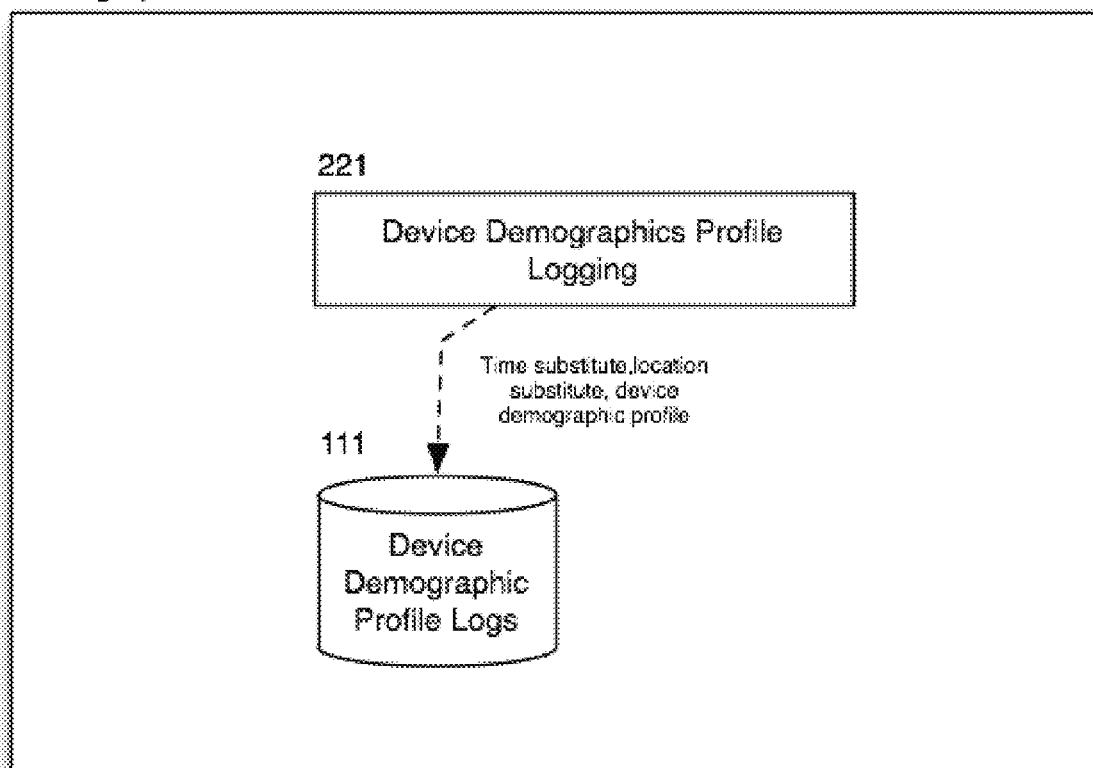 221
Device Demographics Profile
Logging
Time substitute,location
substitute, device
demographic profile
111
Device
Demographic
Profile Logs